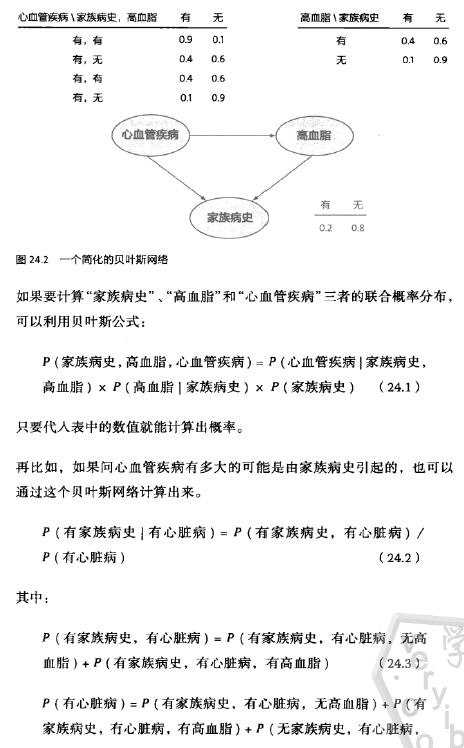 心血管疾病\家族病史，高血脂 有 无
有，有 0.9 0.1
有，无 0.4 0.6
有，有 0.4 0.6
有，无 0.1 0.9
高血脂\家族病史 有 无
有 0.4 0.6
无 0.1 0.9
心血管疾病
高血脂
家族病史
有 无
0.2 0.8
图 24.2 一个简化的贝叶斯网络
如果要计算“家族病史”、“高血脂”和“心血管疾病”三者的联合概率分布，
可以利用贝叶斯公式：
P（家族病史，高血脂，心血管疾病）= P（心血管疾病|家族病史，
高血脂）× P（高血脂|家族病史）× P（家族病史） （24.1）
只要代入表中的数值就能计算出概率。
再比如，如果问心血管疾病有多大的可能是由家族病史引起的，也可以
通过这个贝叶斯网络计算出来。
P（有家族病史|有心脏病）= P（有家族病史，有心脏病）/
P（有心脏病） （24.2）
其中：
P（有家族病史，有心脏病）= P（有家族病史，有心脏病，无高
血脂）+ P（有家族病史，有心脏病，有高血脂） （24.3）
P（有心脏病）= P（有家族病史，有心脏病，无高血脂）+ P（有
家族病史，有心脏病，有高血脂）+ P（无家族病史，有心脏病，